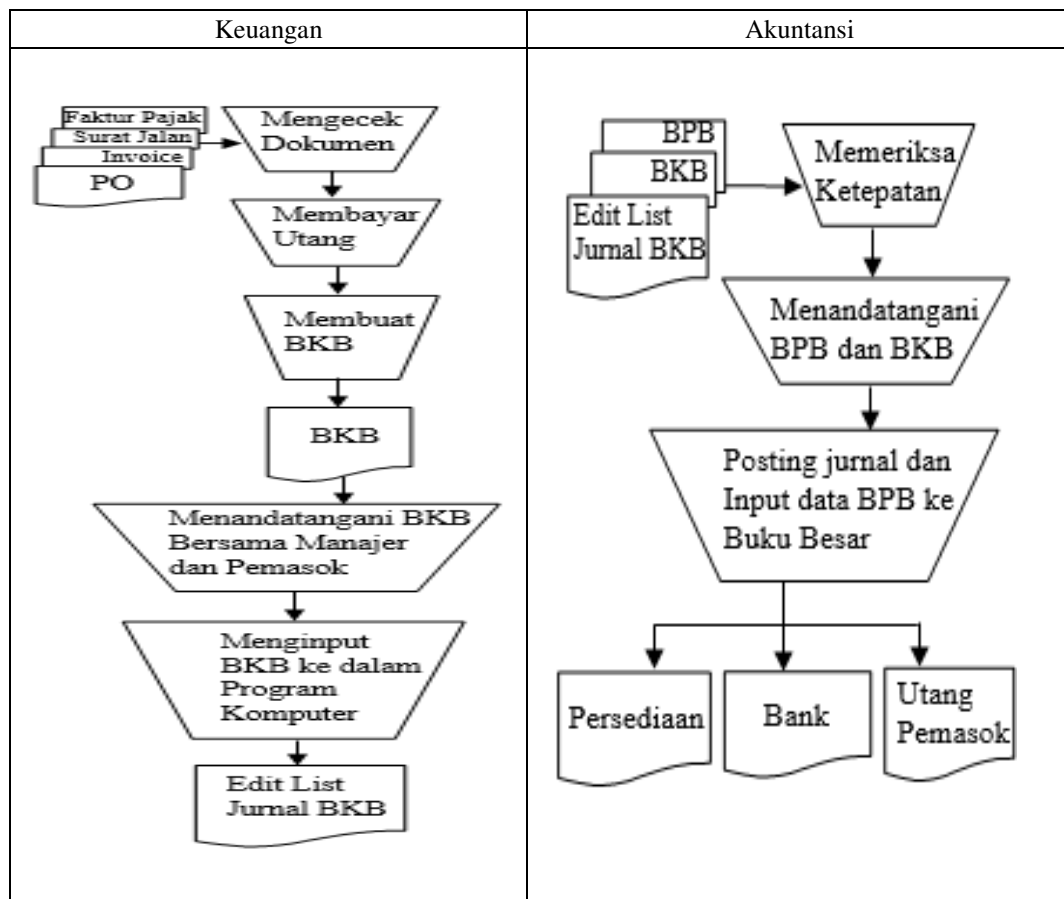 Keuangan
Akuntansi
Faktur Pajak
Surat Jalan
Invoice
PO
Mengecek
Dokumen
Membayar
Utang
Membuat
BKB
BKB
Menandatangani BKB
Bersama Manajer
dan Pemasok
Menginput
BKB ke dalam
Program
Komputer
Edit List
Jurnal BKB
BPB
BKB
Edit List
Jurnal BKB
Memeriksa
Ketepatan
Menandatangani
BPB dan BKB
Posting jurnal dan
Input data BPB ke
Buku Besar
Persediaan
Bank
Utang
Pemasok